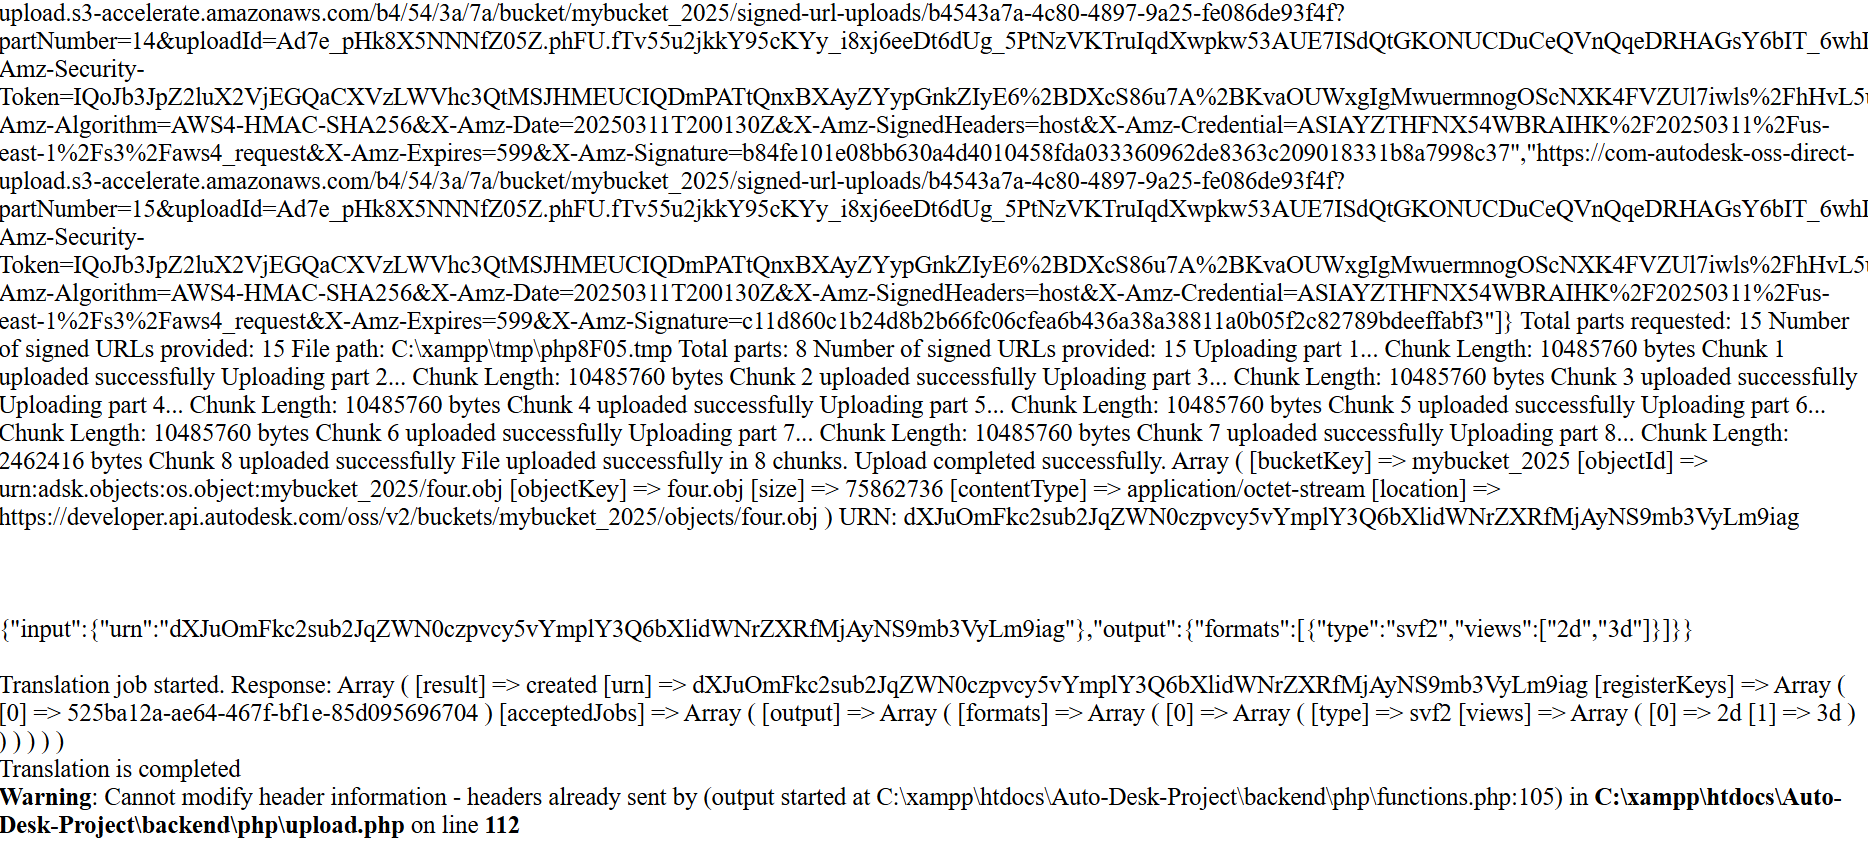 upload.s3-accelerate.amazonaws.com/b4/54/3a/7a/bucket/mybucket_2025/signed-url-uploads/b4543a7a-4c80-4897-9a25-fe086de93f4f?
partNumber=14&uploadId=Ad7e_pHk8X5NNNfZ05Z.phFU.fTv55u2jkkY95cKYy_i8xj6eeDt6dUg_5PtNzVKTruIqdXwpkw53AUE7ISdQtGKONUCDuCeQVnQqeDRHAGsY6bIT_6whI
Amz-Security-
Token=IQoJb3JpZ2luX2VjEGQaCXVzLWVhc3QtMSJHMEUCIQDmPATtQnxBXAyZYypGnkZIyE6%2BDXcS86u7A%2BKvaOUWxgIgMwuermnogOScNXK4FVZUl7iwls%2FhHvL5u
Amz-Algorithm=AWS4-HMAC-SHA256&X-Amz-Date=20250311T200130Z&X-Amz-SignedHeaders=host&X-Amz-Credential=ASIAYZTHFNX54WBRAIHK%2F20250311%2Fus-
east-1%2Fs3%2Faws4_request&X-Amz-Expires=599&X-Amz-Signature=b84fe101e08bb630a4d4010458fda033360962de8363c209018331b8a7998c37","https://com-autodesk-oss-direct-
upload.s3-accelerate.amazonaws.com/b4/54/3a/7a/bucket/mybucket_2025/signed-url-uploads/b4543a7a-4c80-4897-9a25-fe086de93f4f?
partNumber=15&uploadId=Ad7e_pHk8X5NNNfZ05Z.phFU.fTv55u2jkkY95cKYy_i8xj6eeDt6dUg_5PtNzVKTruIqdXwpkw53AUE7ISdQtGKONUCDuCeQVnQqeDRHAGsY6bIT_6whI
Amz-Security-
Token=IQoJb3JpZ2luX2VjEGQaCXVzLWVhc3QtMSJHMEUCIQDmPATtQnxBXAyZYypGnkZIyE6%2BDXcS86u7A%2BKvaOUWxgIgMwuermnogOScNXK4FVZUl7iwls%2FhHvL5u
Amz-Algorithm=AWS4-HMAC-SHA256&X-Amz-Date=20250311T200130Z&X-Amz-SignedHeaders=host&X-Amz-Credential=ASIAYZTHFNX54WBRAIHK%2F20250311%2Fus-
east-1%2Fs3%2Faws4_request&X-Amz-Expires=599&X-Amz-Signature=c11d860c1b24d8b2b66fc06cfea6b436a38a38811a0b05f2c82789bdeeffabf3"]} Total parts requested: 15 Number
of signed URLs provided: 15 File path: C:\xampp\tmp\php8F05.tmp Total parts: 8 Number of signed URLs provided: 15 Uploading part 1... Chunk Length: 10485760 bytes Chunk 1
uploaded successfully Uploading part 2... Chunk Length: 10485760 bytes Chunk 2 uploaded successfully Uploading part 3... Chunk Length: 10485760 bytes Chunk 3 uploaded successfully
Uploading part 4... Chunk Length: 10485760 bytes Chunk 4 uploaded successfully Uploading part 5... Chunk Length: 10485760 bytes Chunk 5 uploaded successfully Uploading part 6...
Chunk Length: 10485760 bytes Chunk 6 uploaded successfully Uploading part 7... Chunk Length: 10485760 bytes Chunk 7 uploaded successfully Uploading part 8... Chunk Length:
2462416 bytes Chunk 8 uploaded successfully File uploaded successfully in 8 chunks. Upload completed successfully. Array ( [bucketKey] => mybucket_2025 [objectId] =>
urn:adsk.objects:os.object:mybucket_2025/four.obj [objectKey] => four.obj [size] => 75862736 [contentType] => application/octet-stream [location] =>
https://developer.api.autodesk.com/oss/v2/buckets/mybucket_2025/objects/four.obj ) URN: dXJuOmFkc2sub2JqZWN0czpvcy5vYmplY3Q6bXlidWNrZXRfMjAyNS9mb3VyLm9iag
{"input":{"urn":"dXJuOmFkc2sub2JqZWN0czpvcy5vYmplY3Q6bXlidWNrZXRfMjAyNS9mb3VyLm9iag"},"output":{"formats":[{"type":"svf2","views":["2d","3d"]}]}}
Translation job started. Response: Array ( [result] => created [urn] => dXJuOmFkc2sub2JqZWN0czpvcy5vYmplY3Q6bXlidWNrZXRfMjAyNS9mb3VyLm9iag [registerKeys] => Array (
[0] => 525ba12a-ae64-467f-bf1e-85d095696704 ) [acceptedJobs] => Array ( [output] => Array ( [formats] => Array ( [0] => Array ( [type] => svf2 [views] => Array ( [0] => 2d [1] => 3d )
) ) ) ) )
Translation is completed
Warning: Cannot modify header information - headers already sent by (output started at C:\xampp\htdocs\Auto-Desk-Project\backend\php\functions.php:105) in C:\xampp\htdocs\Auto-
Desk-Project\backend\php\upload.php on line 112